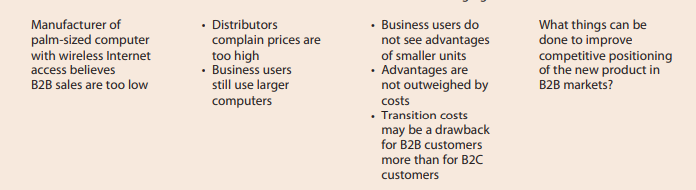 Manufacturer of
palm-sized computer
with wireless Internet
access believes
B2B sales are too low
• Distributors
complain prices are
too high
• Business users
still use larger
computers
• Business users do
not see advantages
of smaller units
• Advantages are
not outweighed by
costs
• Transition costs
may be a drawback
for B2B customers
more than for B2C
customers
What things can be
done to improve
competitive positioning
of the new product in
B2B markets?